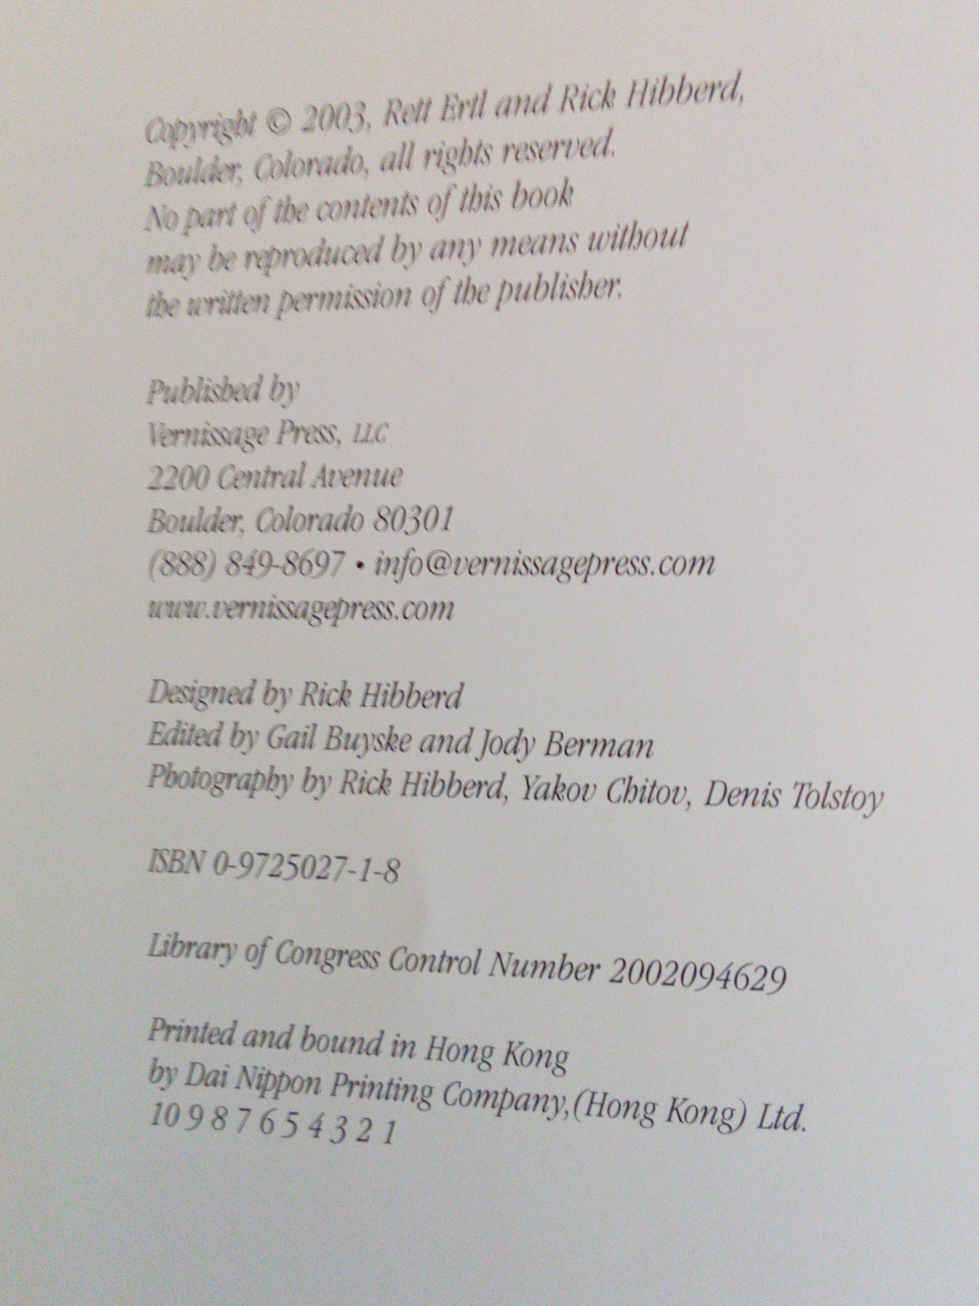 Copyright © 2003, Rett Ertl and Rick Hibberd,
Boulder, Colorado, all rights reserved.
No part of the contents of this book
may be reproduced by any means without
the written permission of the publisher.
Published by
Vernissage Press, LLC
2200 Central Avenue
Boulder, Colorado 80301
(888) 849-8697 • info@vernissagepress.com
www.vernissagepress.com
Designed by Rick Hibberd
Edited by Gail Buyske and Jody Berman
Photography by Rick Hibberd, Yakov Chitov, Denis Tolstoy
ISBN 0-9725027-1-8
Library of Congress Control Number 2002094629
Printed and bound in Hong Kong
by Dai Nippon Printing Company,(Hong Kong) Ltd.
10 9 8 7 6 5 4 3 2 1